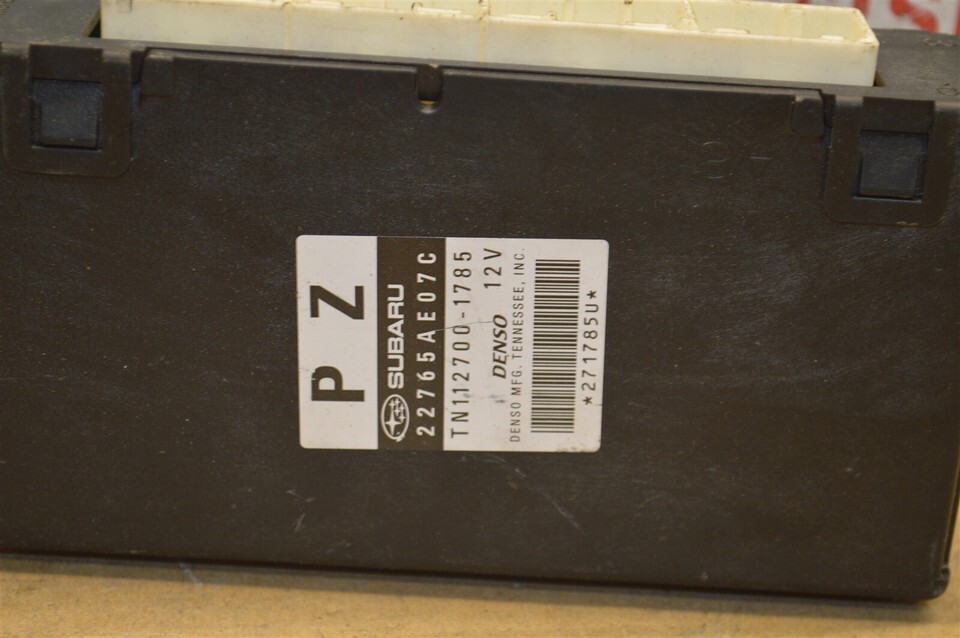 P Z
SUBARU
22765AE07C
TN112700-1785
DENSO 12V
DENSO MFG. TENNESSEE, INC.
*271785U*